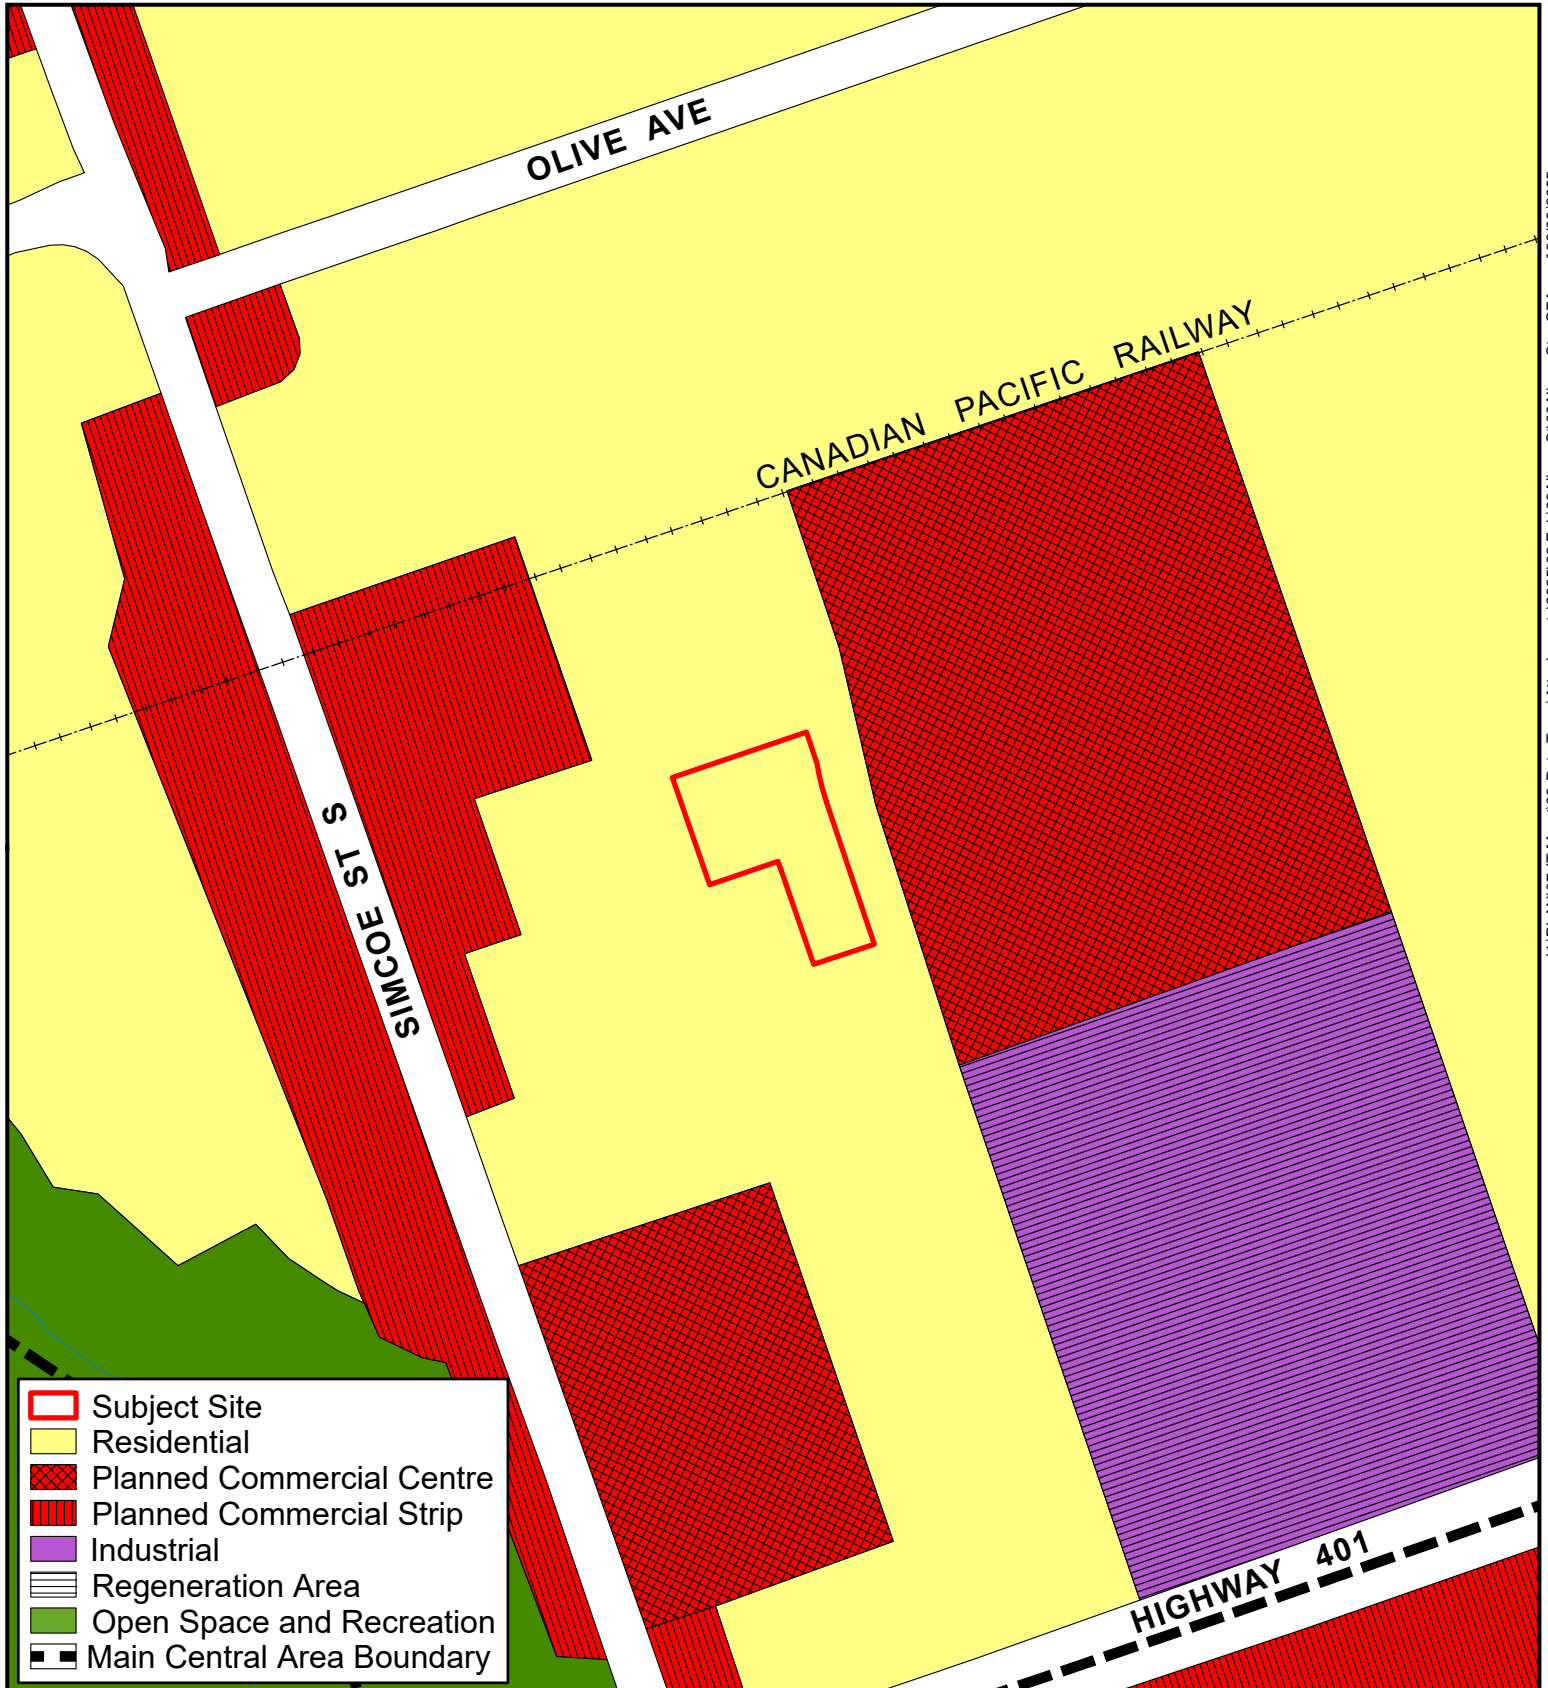 OLIVE AVE
CANADIAN PACIFIC RAILWAY
SIMCOE ST S
HIGHWAY 401
Subject Site
Residential
Planned Commercial Centre
Planned Commercial Strip
Industrial
Regeneration Area
Open Space and Recreation
Main Central Area Boundary